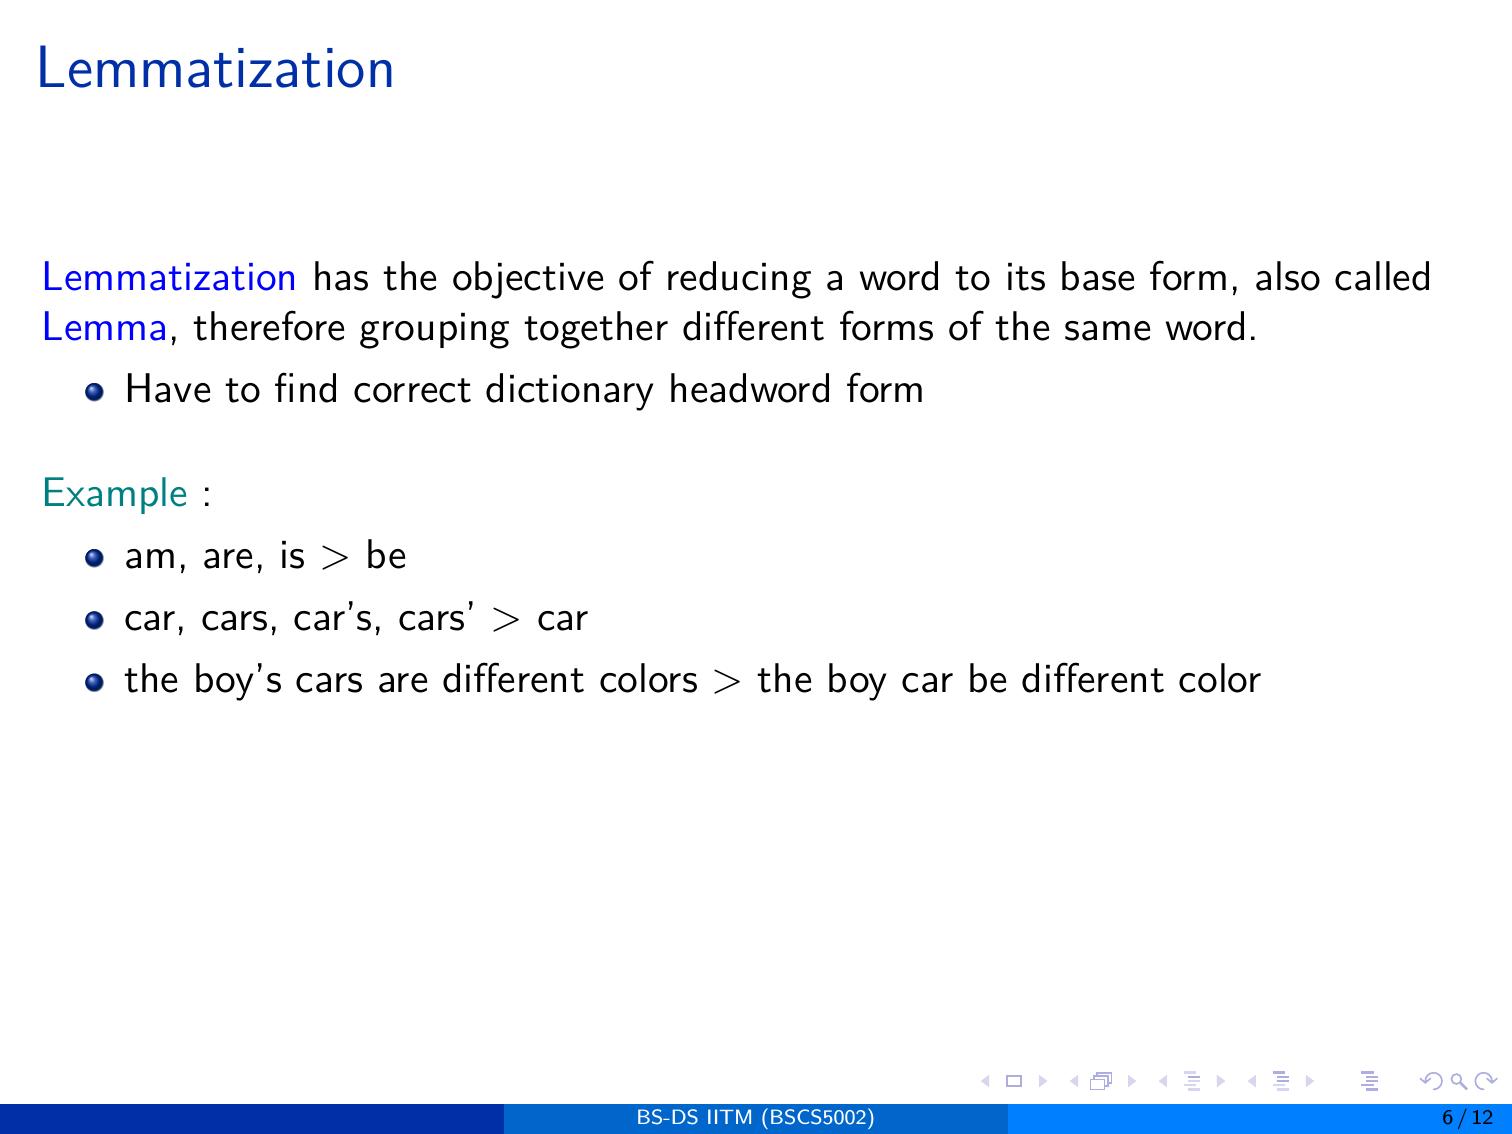 Lemmatization
Lemmatization has the objective of reducing a word to its base form, also called
Lemma, therefore grouping together different forms of the same word.
Have to find correct dictionary headword form
Example :
am, are, is > be
car, cars, car's, cars' > car
the boy's cars are different colors > the boy car be different color
BS-DS IITM (BSCS5002)
6 / 12